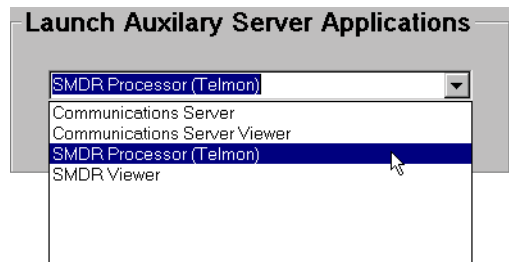 Launch Auxilary Server Applications
SMDR Processor (Telmon)
Communications Server
Communications Server Viewer
SMDR Processor (Telmon)
SMDR Viewer